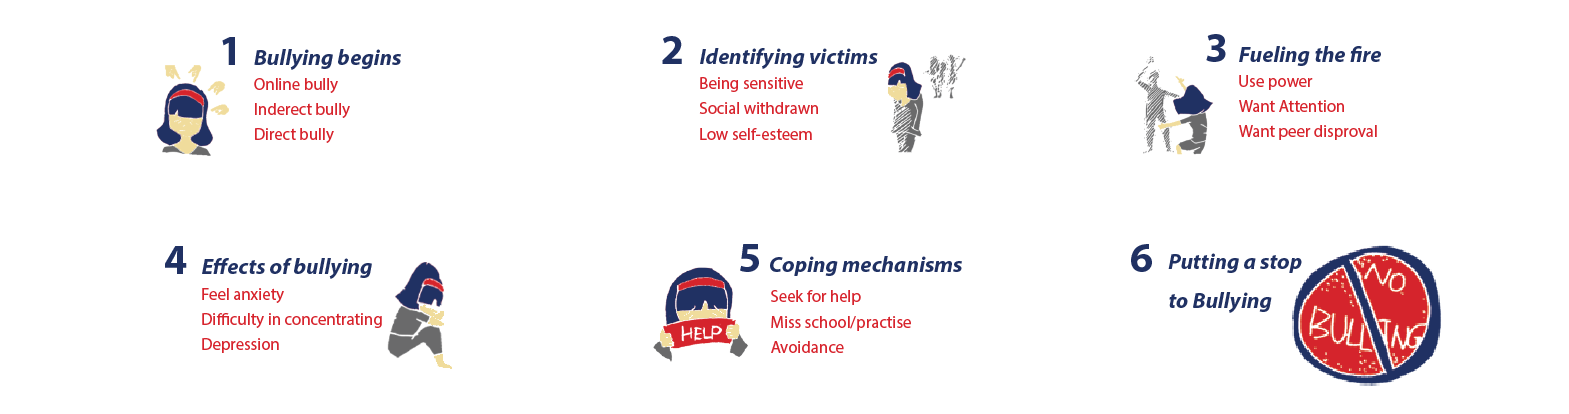 1 Bullying begins
Online bully
Inderect bully
Direct bully
2 Identifying victims
Being sensitive
Social withdrawn
Low self-esteem
3 Fueling the fire
Use power
Want Attention
Want peer disproval
4 Effects of bullying
Feel anxiety
Difficulty in concentrating
Depression
5 Coping mechanisms
Seek for help
Miss school/practise
Avoidance
HELP
6 Putting a stop
to Bullying
NO
BULLYING